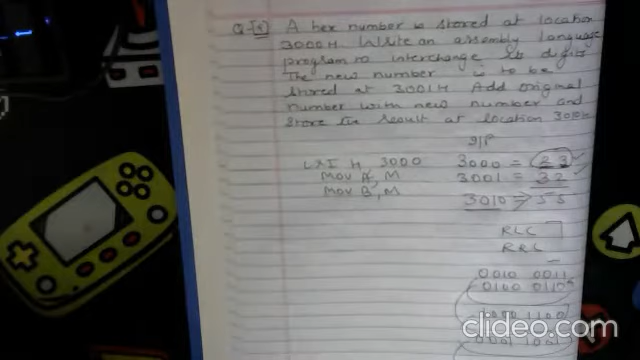 Q-[1] A hex number is stored at location
3000H. Write an assembly language
program to interchange its digits
The new number is to be
stored at 3001H Add original
number with new number and
store the result at location
I/P
LXI H, 3000 3000 = 23
MOV A, M 3001 = 32
MOV B, M
3010 => 55
RLC
RRC
0010 0011
0100 0110
1100
clideo.com